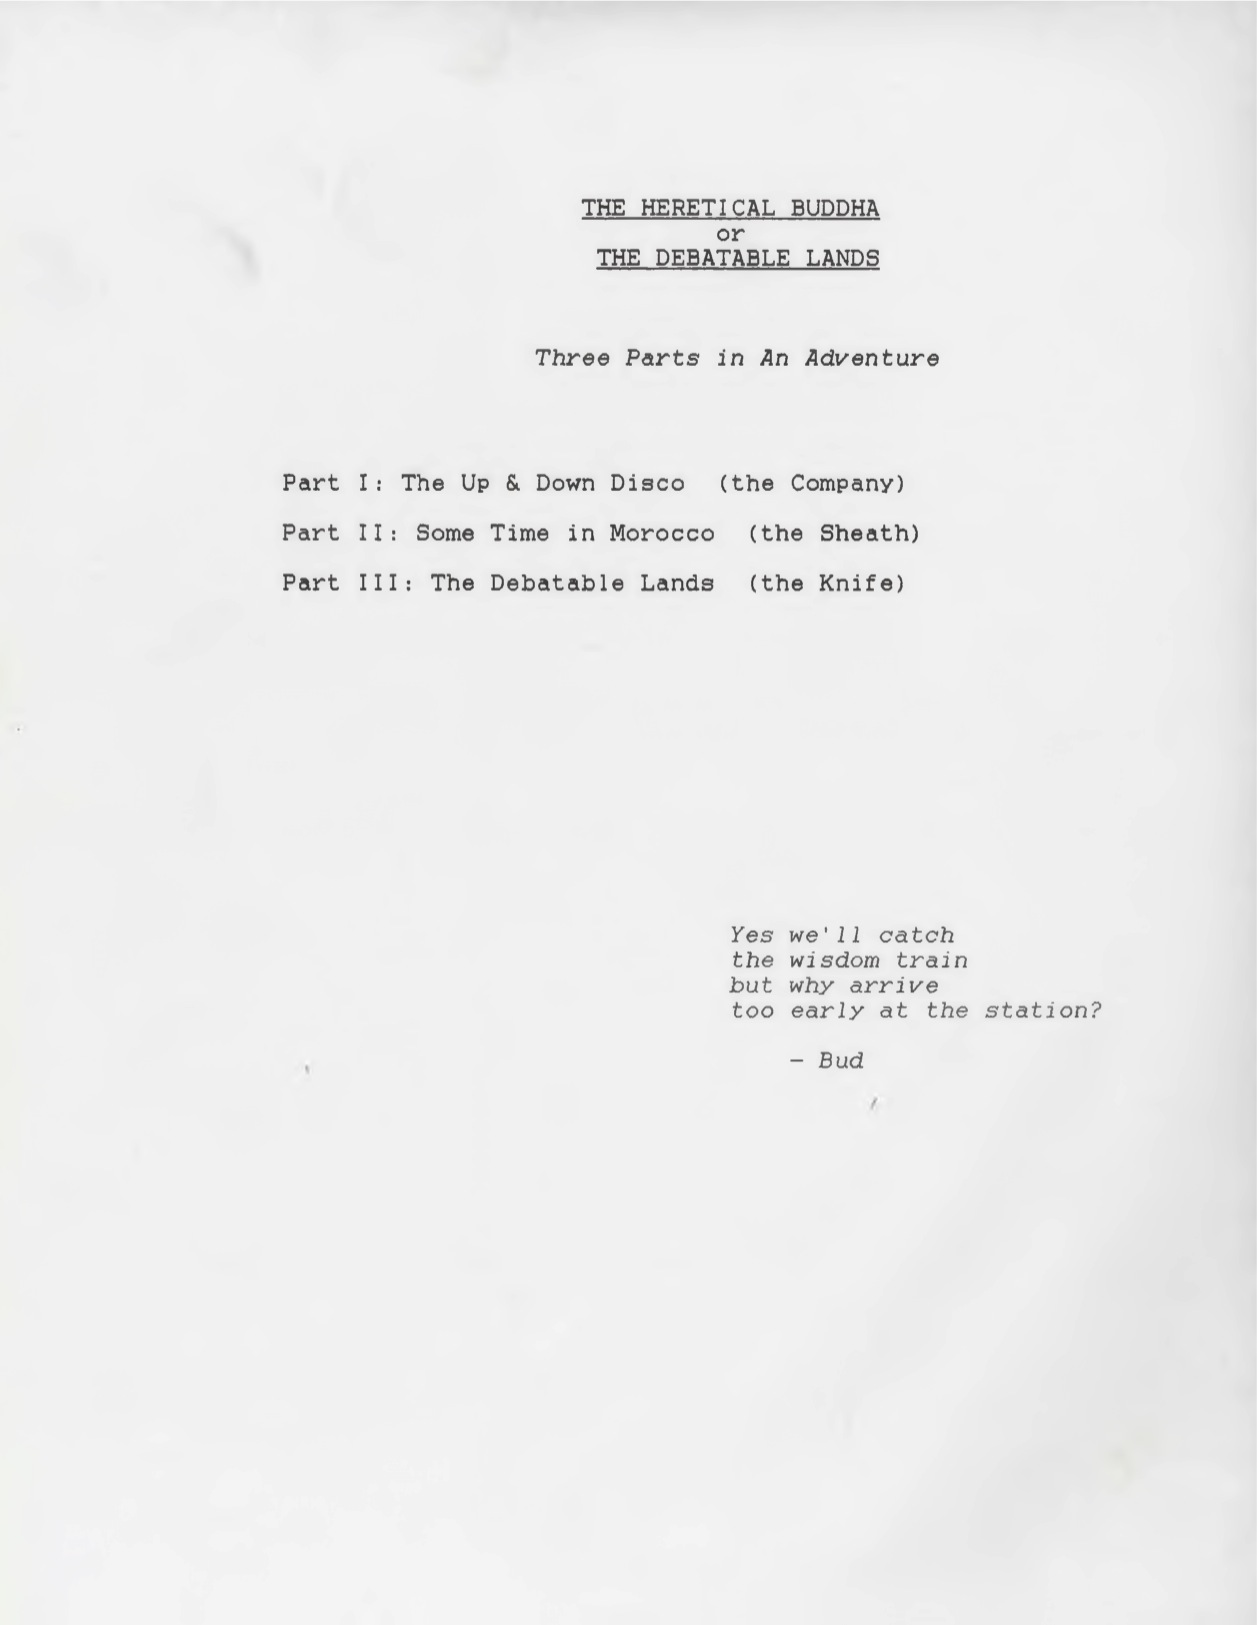 THE HERETICAL BUDDHA
or
THE DEBATABLE LANDS
Three Parts in An Adventure
Part I: The Up & Down Disco (the Company)
Part II: Some Time in Morocco (the Sheath)
Part III: The Debatable Lands (the Knife)
Yes we'll catch
the wisdom train
but why arrive
too early at the station?
– Bud